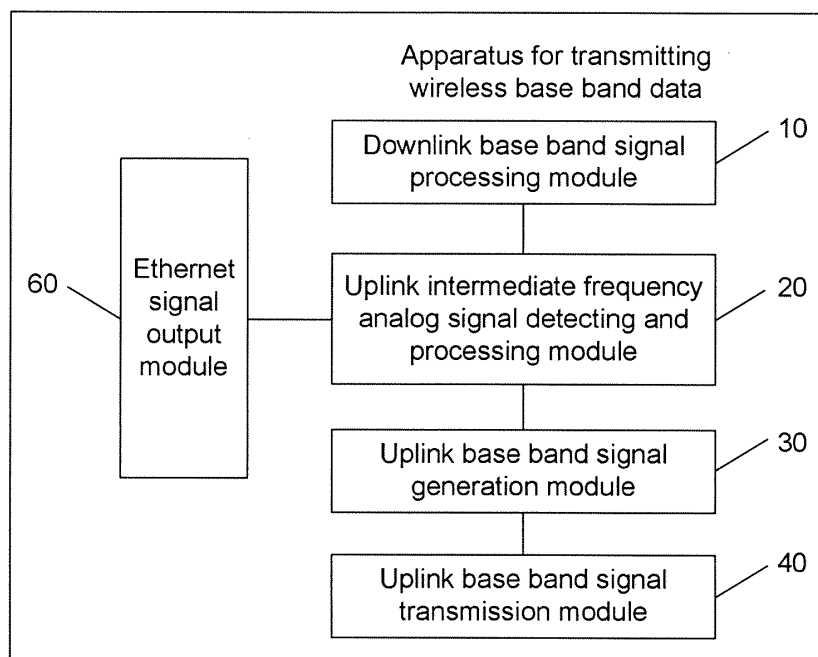 Apparatus for transmitting
wireless base band data
Downlink base band signal
processing module
10
Ethernet
signal
output
module
60
Uplink intermediate frequency
analog signal detecting and
processing module
20
Uplink base band signal
generation module
30
Uplink base band signal
transmission module
40